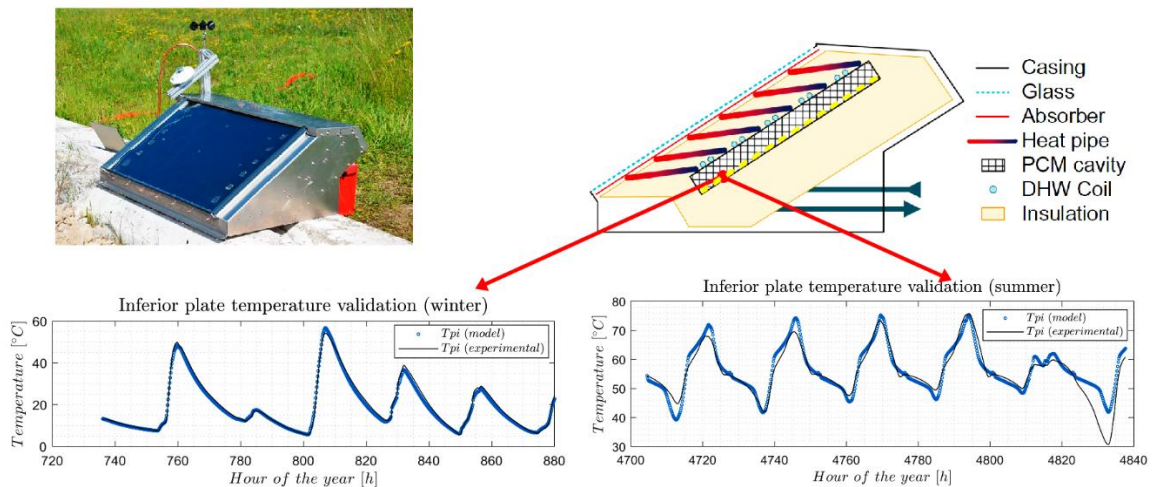 Casing
Glass
Absorber
Heat pipe
PCM cavity
DHW Coil
Insulation
Inferior plate temperature validation (winter)
Temperature [°C]
60
40
20
0
Tpi (model)
Tpi (experimental)
720 740 760 780 800 820 840 860 880
Hour of the year [h]
Inferior plate temperature validation (summer)
Temperature [°C]
80
70
60
50
40
30
Tpi (model)
Tpi (experimental)
4700 4720 4740 4760 4780 4800 4820 4840
Hour of the year [h]